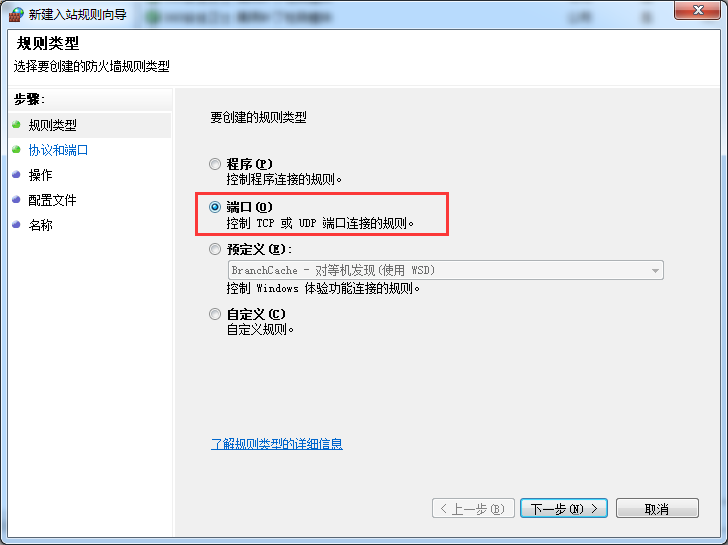 新建入站规则向导
规则类型
选择要创建的防火墙规则类型
步骤:
规则类型
协议和端口
操作
配置文件
名称
要创建的规则类型
程序(P)
控制程序连接的规则。
端口(O)
控制 TCP 或 UDP 端口连接的规则。
预定义(E):
BranchCache - 对等机发现(使用 WSD)
控制 Windows 体验功能连接的规则。
自定义(C)
自定义规则。
了解规则类型的详细信息
< 上一步(B)
下一步(N) >
取消